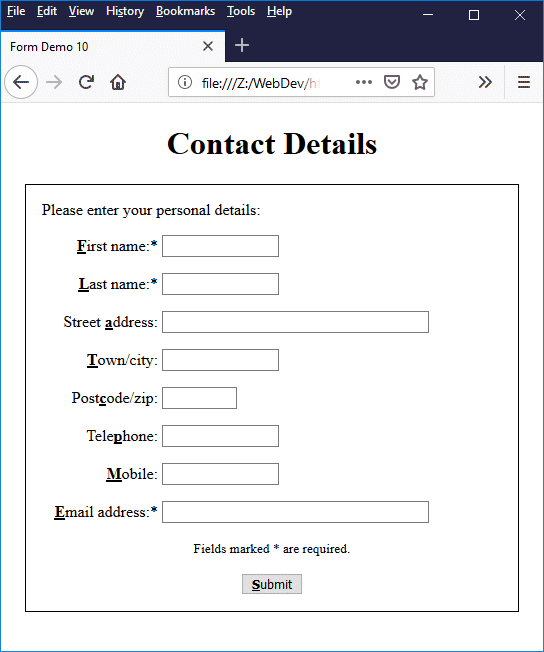 File Edit View History Bookmarks Tools Help
Form Demo 10
file:///Z:/WebDev/h
Contact Details
Please enter your personal details:
First name:*
Last name:*
Street address:
Town/city:
Postcode/zip:
Telephone:
Mobile:
Email address:*
Fields marked * are required.
Submit